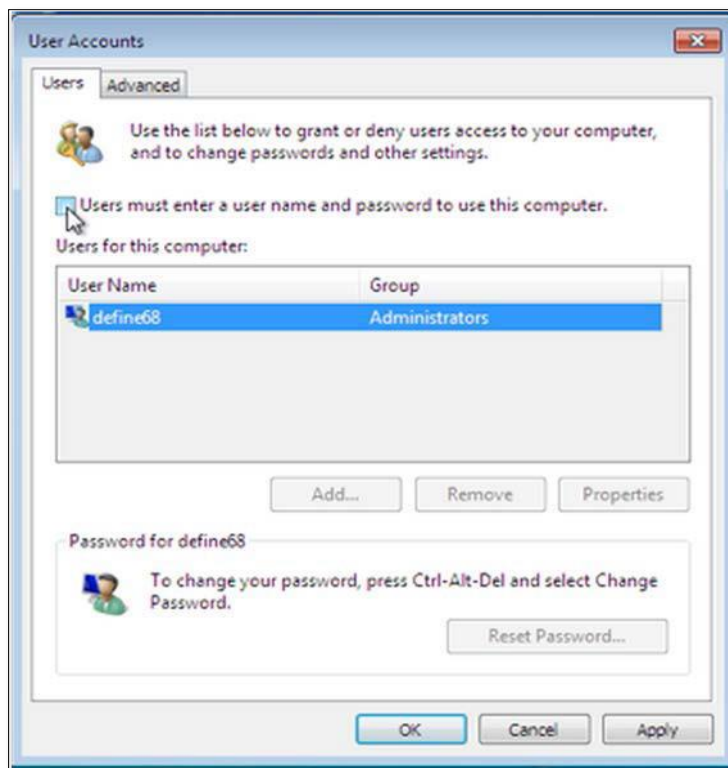 User Accounts
Users
Advanced
Use the list below to grant or deny users access to your computer,
and to change passwords and other settings.
Users must enter a user name and password to use this computer.
Users for this computer:
User Name Group
define68 Administrators
Add... Remove Properties
Password for define68
To change your password, press Ctrl-Alt-Del and select Change
Password.
Reset Password...
OK Cancel Apply